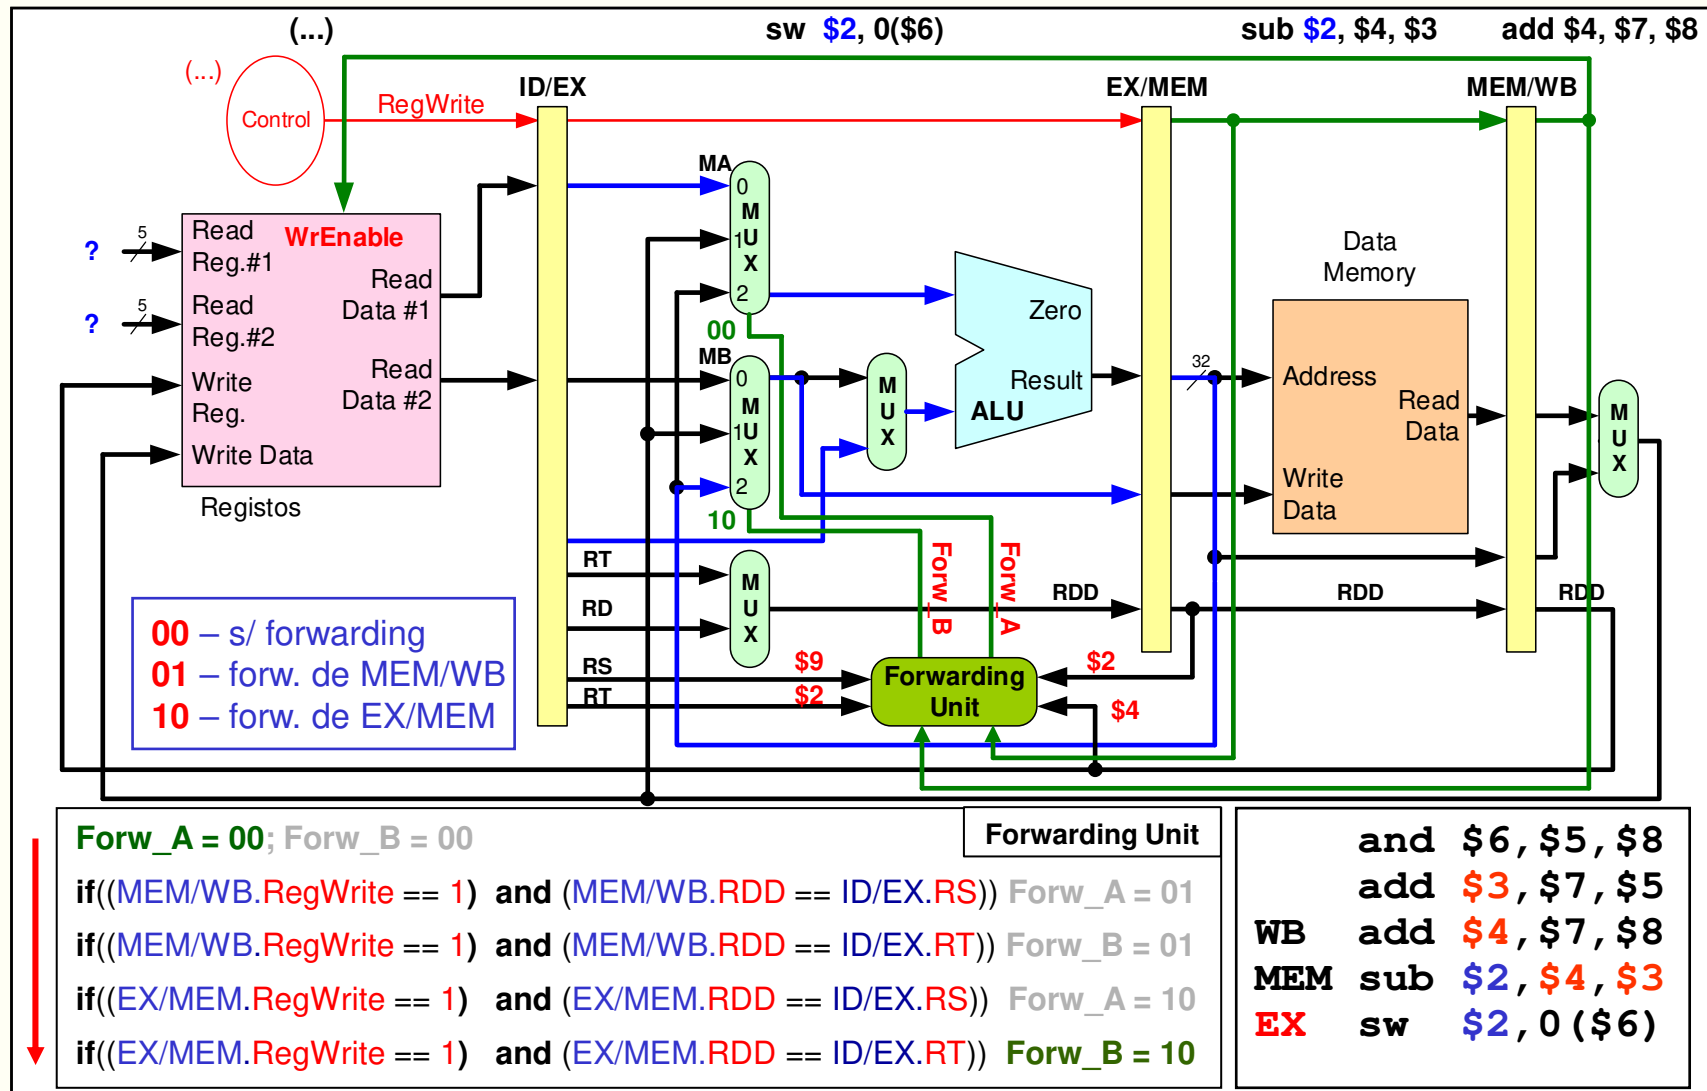 (...)
sw $2, 0($6)
sub $2, $4, $3
add $4, $7, $8
(...)
Control
RegWrite
ID/EX
EX/MEM
MEM/WB
MA
0
M
1U
X
2
00
Read Reg.#1
WrEnable
Read Data #1
? 5
Read Reg.#2
? 5
Write Reg.
Read Data #2
Write Data
Registos
MB
0
M
1U
X
2
10
M
U
X
Zero
Result
ALU
32
Data
Memory
Address
Read
Data
Write
Data
M
U
X
RT
RD
M
U
X
Forw_B
Forw_A
RDD
RDD
RDD
RS
$9
$2
RT
$2
$4
Forwarding
Unit
00 – s/ forwarding
01 – forw. de MEM/WB
10 – forw. de EX/MEM
Forw_A = 00; Forw_B = 00
Forwarding Unit
if((MEM/WB.RegWrite == 1) and (MEM/WB.RDD == ID/EX.RS)) Forw_A = 01
if((MEM/WB.RegWrite == 1) and (MEM/WB.RDD == ID/EX.RT)) Forw_B = 01
if((EX/MEM.RegWrite == 1) and (EX/MEM.RDD == ID/EX.RS)) Forw_A = 10
if((EX/MEM.RegWrite == 1) and (EX/MEM.RDD == ID/EX.RT)) Forw_B = 10
and $6,$5,$8
add $3,$7,$5
WB add $4,$7,$8
MEM sub $2,$4,$3
EX sw $2,0($6)